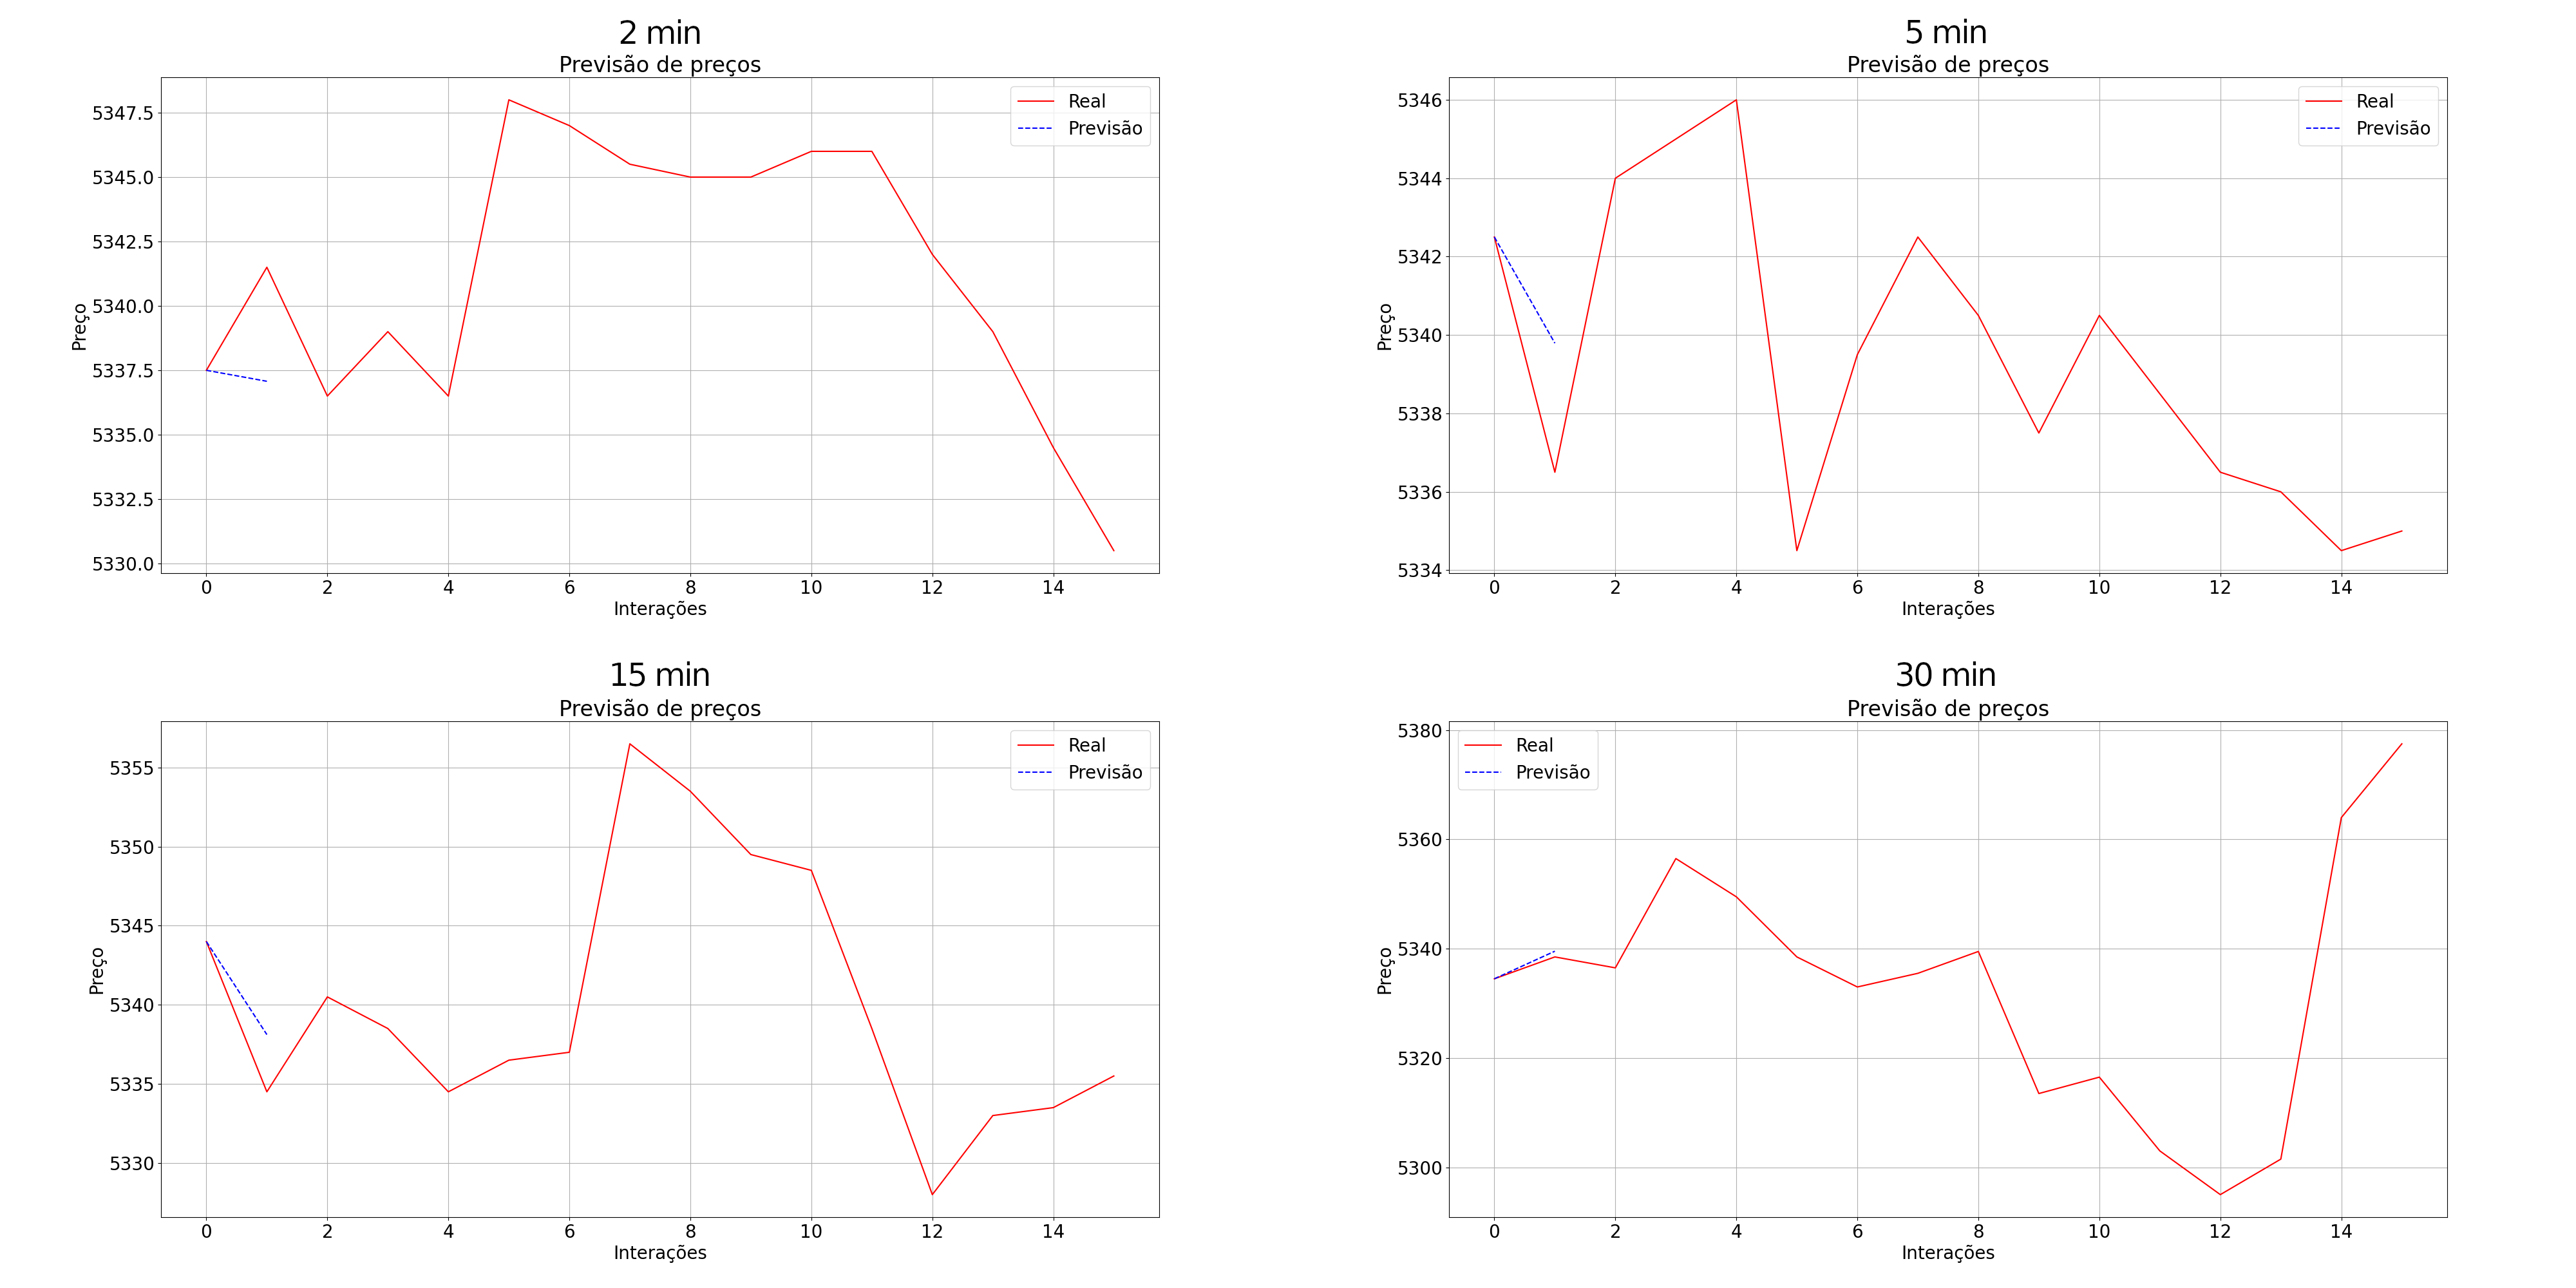 2 min
Previsão de preços
Real
Previsão
5347.5
5345.0
5342.5
5340.0
5337.5
5335.0
5332.5
5330.0
Preço
0 2 4 6 8 10 12 14
Interações
5 min
Previsão de preços
Real
Previsão
5346
5344
5342
5340
5338
5336
5334
Preço
0 2 4 6 8 10 12 14
Interações
15 min
Previsão de preços
Real
Previsão
5355
5350
5345
5340
5335
5330
Preço
0 2 4 6 8 10 12 14
Interações
30 min
Previsão de preços
Real
Previsão
5380
5360
5340
5320
5300
Preço
0 2 4 6 8 10 12 14
Interações